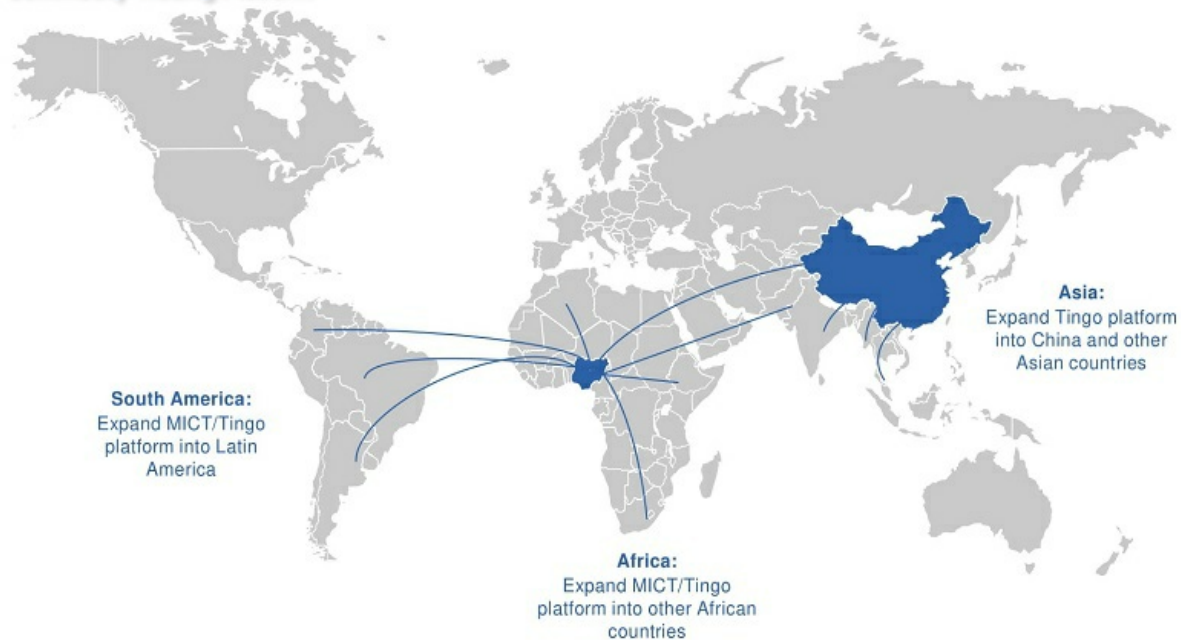 Asia:
Expand Tingo platform
into China and other
Asian countries
South America:
Expand MICT/Tingo
platform into Latin
America
Africa:
Expand MICT/Tingo
platform into other African
countries